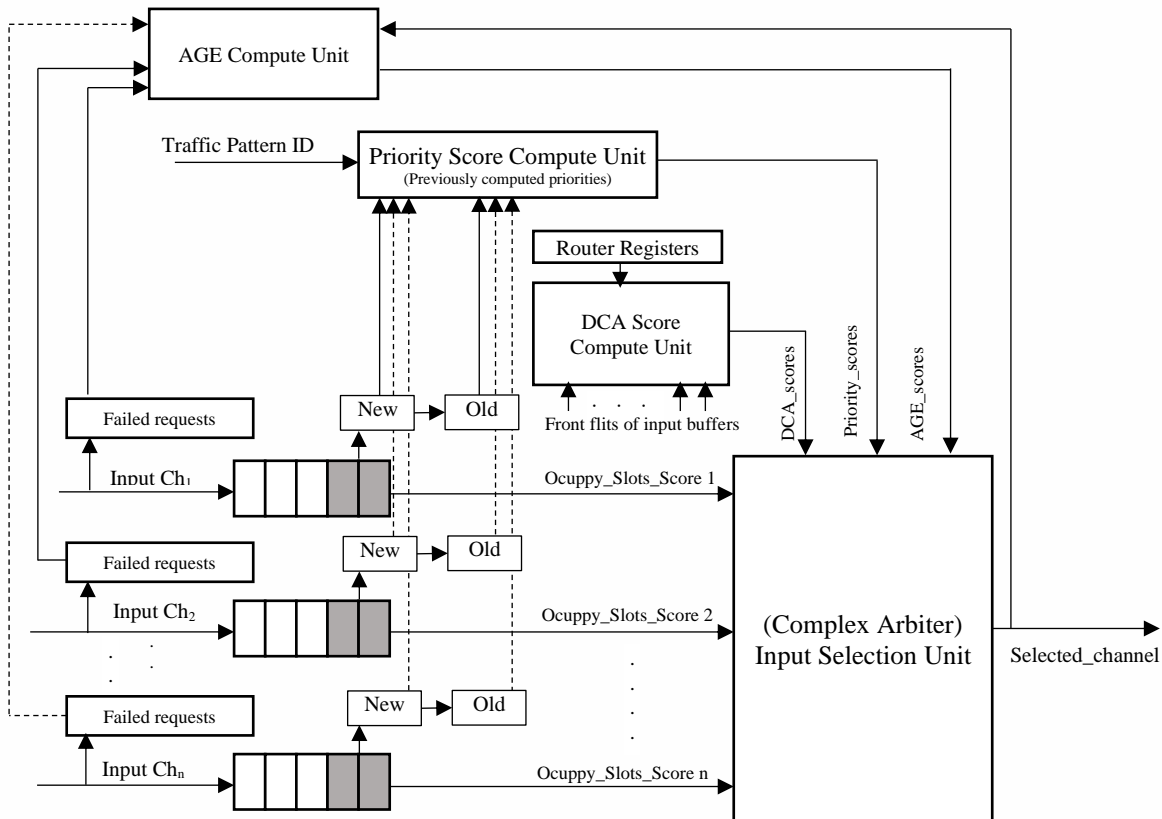 AGE Compute Unit
Traffic Pattern ID
Priority Score Compute Unit
(Previously computed priorities)
Router Registers
DCA Score
Compute Unit
. . .
Front flits of input buffers
DCA_scores
Priority_scores
AGE_scores
Failed requests
New
Old
Input Ch1
Ocuppy_Slots_Score 1
Failed requests
New
Old
Input Ch2
Ocuppy_Slots_Score 2
(Complex Arbiter)
Input Selection Unit
Selected_channel
Failed requests
New
Old
Input Chn
Ocuppy_Slots_Score n